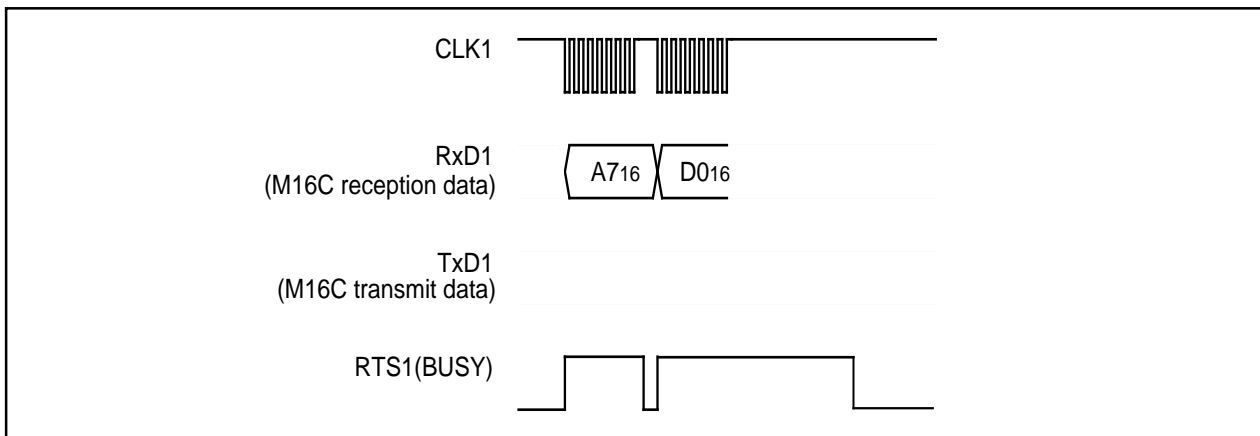 CLK1
RxD1
(M16C reception data)
A716
D016
TxD1
(M16C transmit data)
RTS1(BUSY)